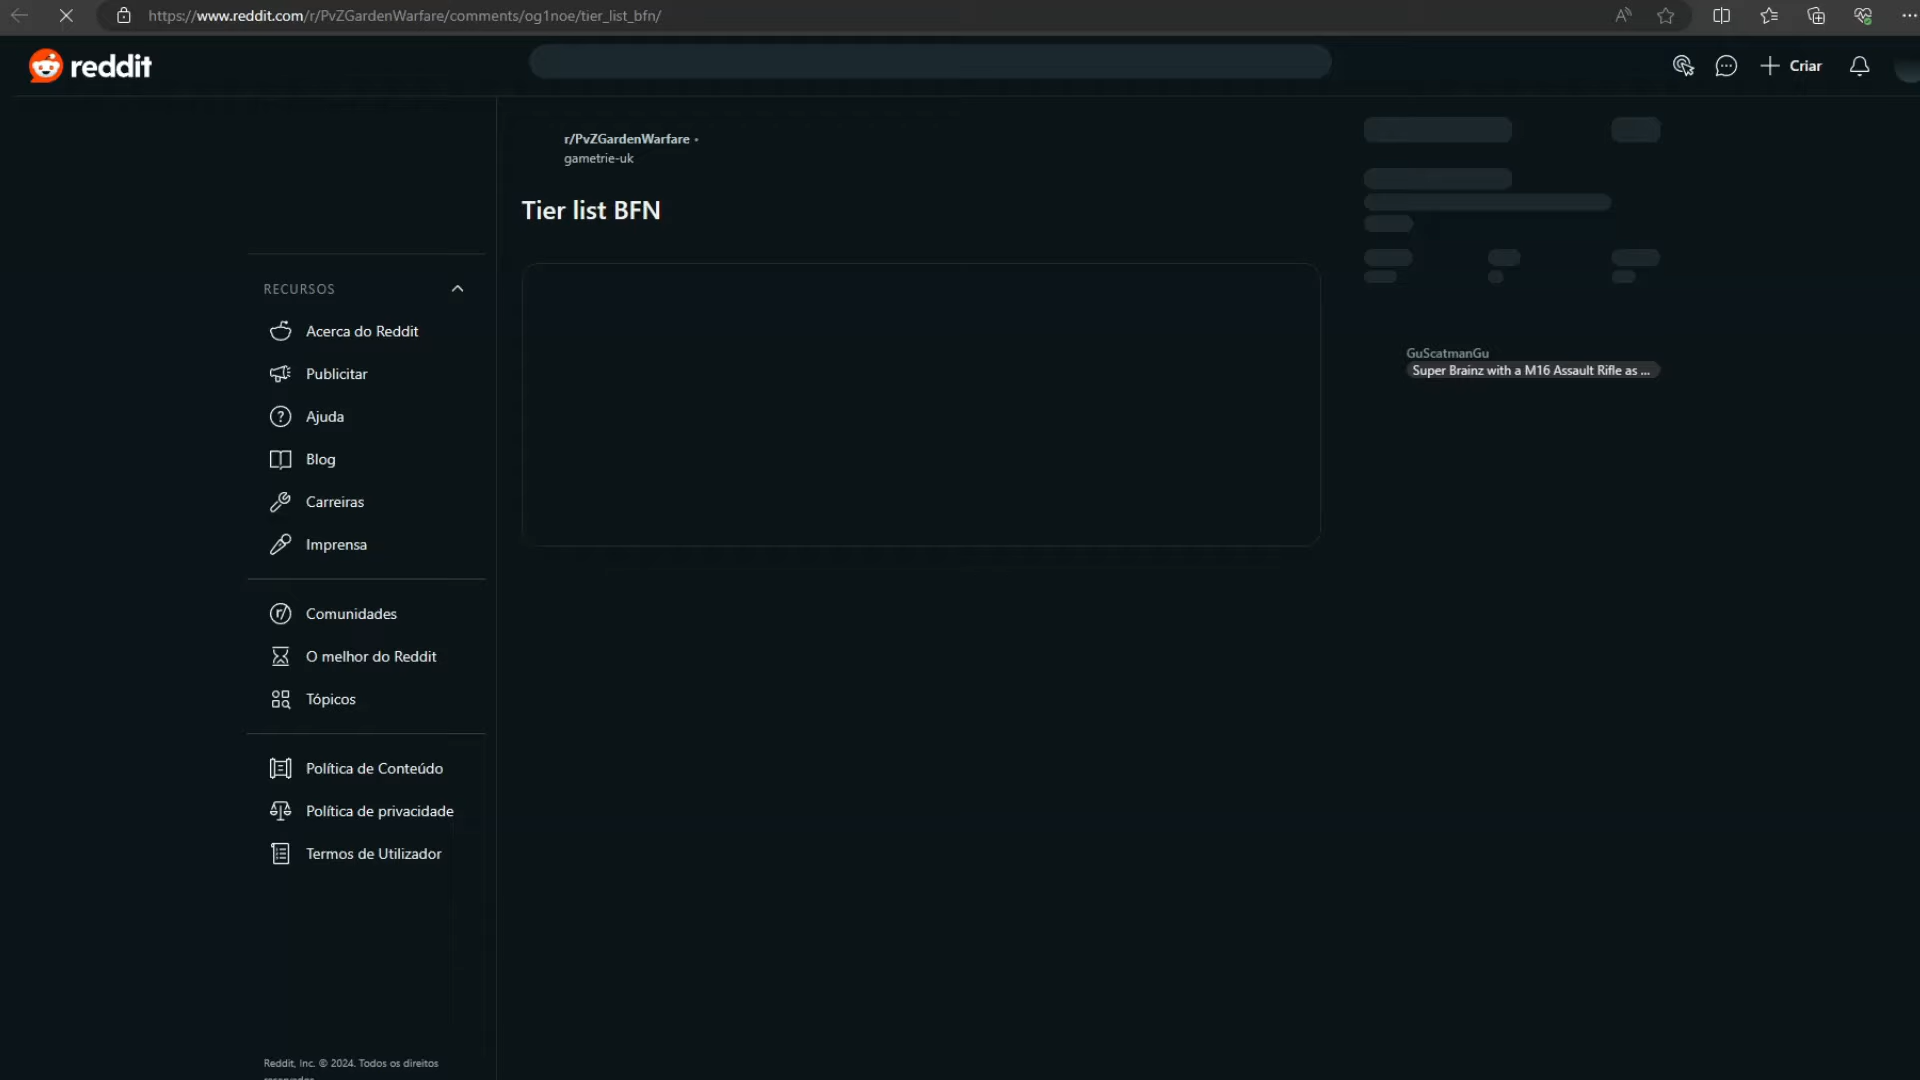 https://www.reddit.com/r/PvZGardenWarfare/comments/og1noe/tier_list_bfn/
reddit
Criar
r/PvZGardenWarfare •
gametrie-uk
Tier list BFN
RECURSOS
Acerca do Reddit
Publicitar
Ajuda
Blog
Carreiras
Imprensa
Comunidades
O melhor do Reddit
Tópicos
Política de Conteúdo
Política de privacidade
Termos de Utilizador
Reddit, Inc. © 2024. Todos os direitos
GuScatmanGu
Super Brainz with a M16 Assault Rifle as ...